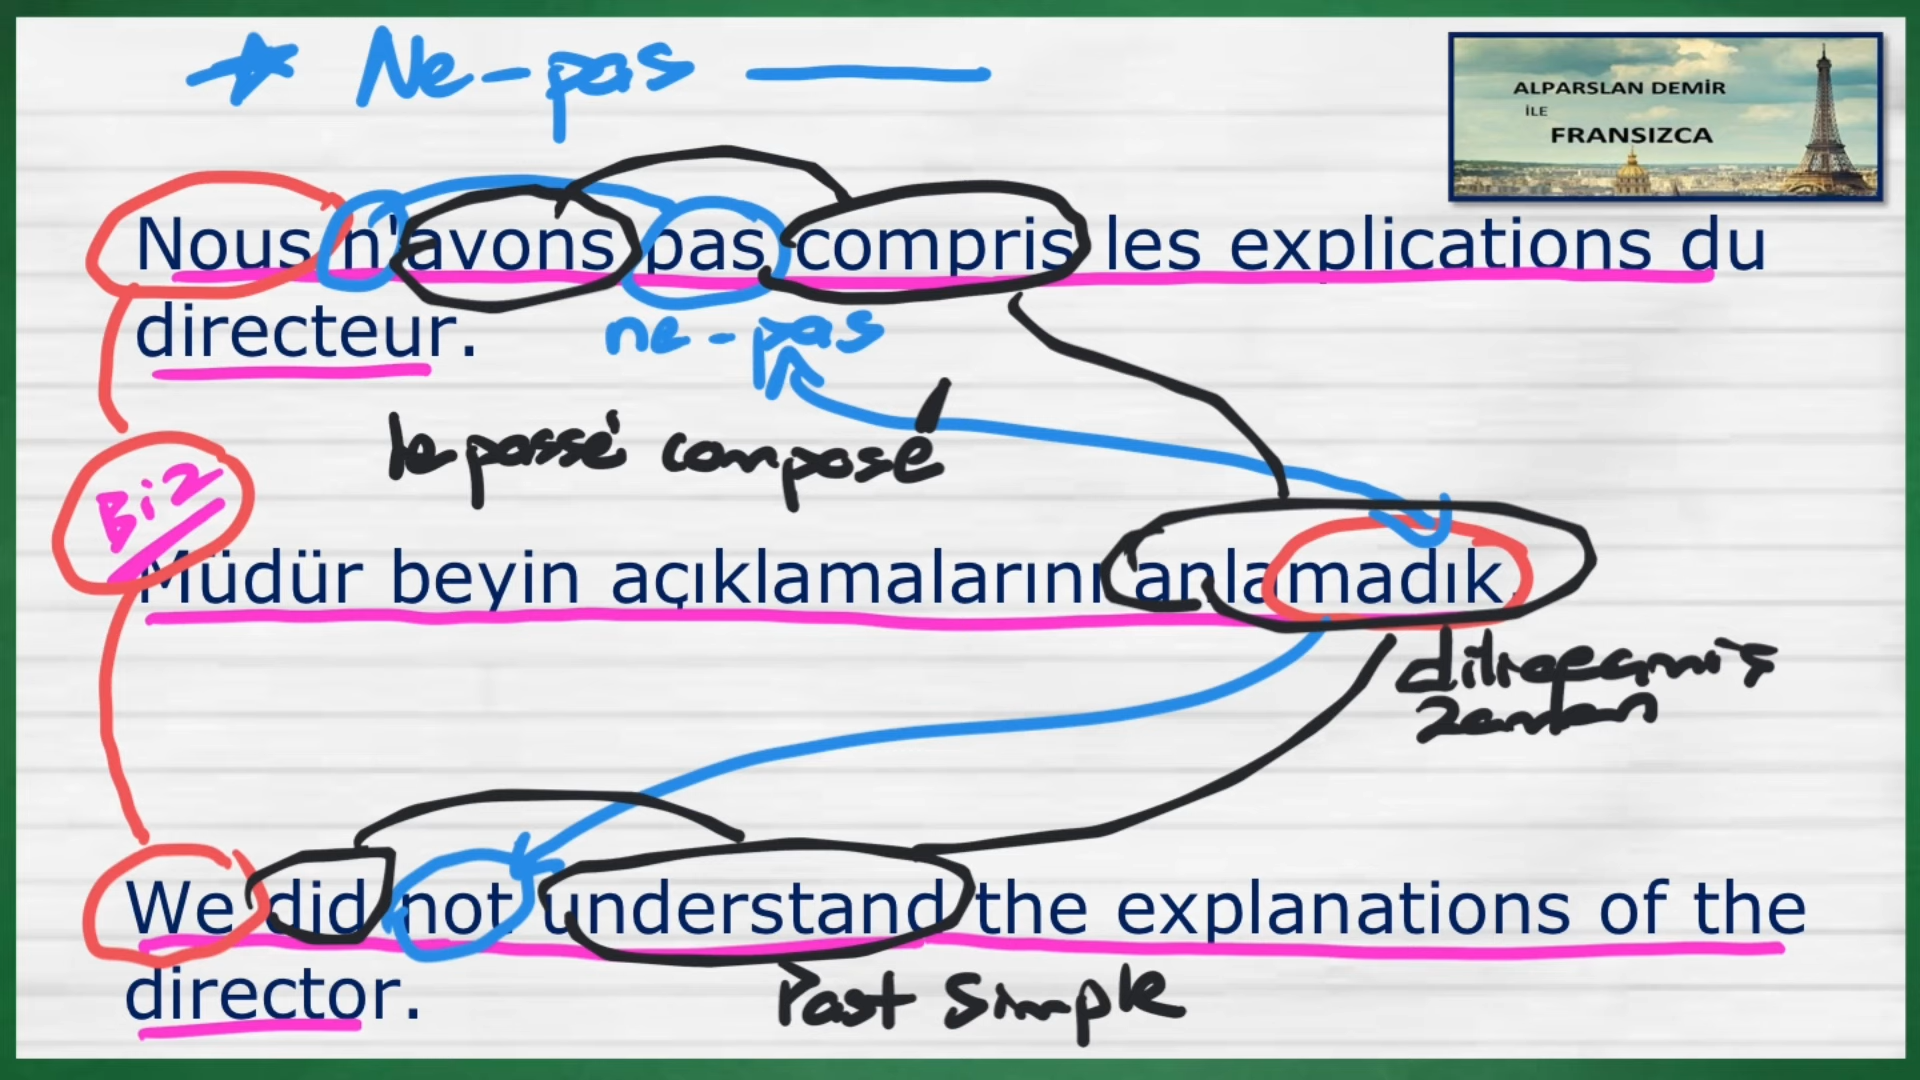 Ne-pas
ALPARSLAN DEMİR
İLE
FRANSIZCA
Nous n'avons pas compris les explications du
directeur.
ne-pas
le passé composé
Biz
Müdür beyin açıklamalarını anlamadık.
zaman
We did not understand the explanations of the
director.
Past Simple